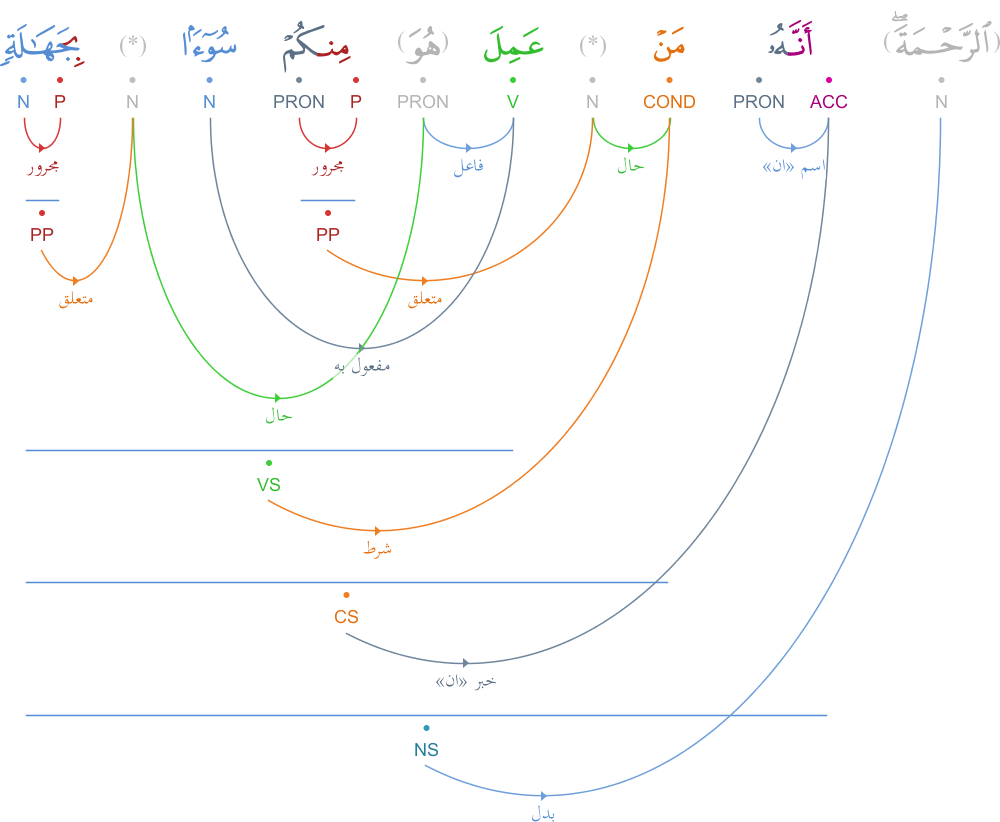 (ٱلرَّحْمَةَ ۖ) أَنَّهُۥ مَنْ (*) عَمِلَ (هُوَ) مِنكُمْ سُوٓءًۢا (*) بِجَهَـٰلَةٍۢ
N ACC PRON COND N V PRON P PRON N N P N
اسم «ان» حال فاعل مجرور مجرور
PP PP
متعلق متعلق
مفعول به
حال
VS
شرط
CS
خبر «ان»
NS
بدل